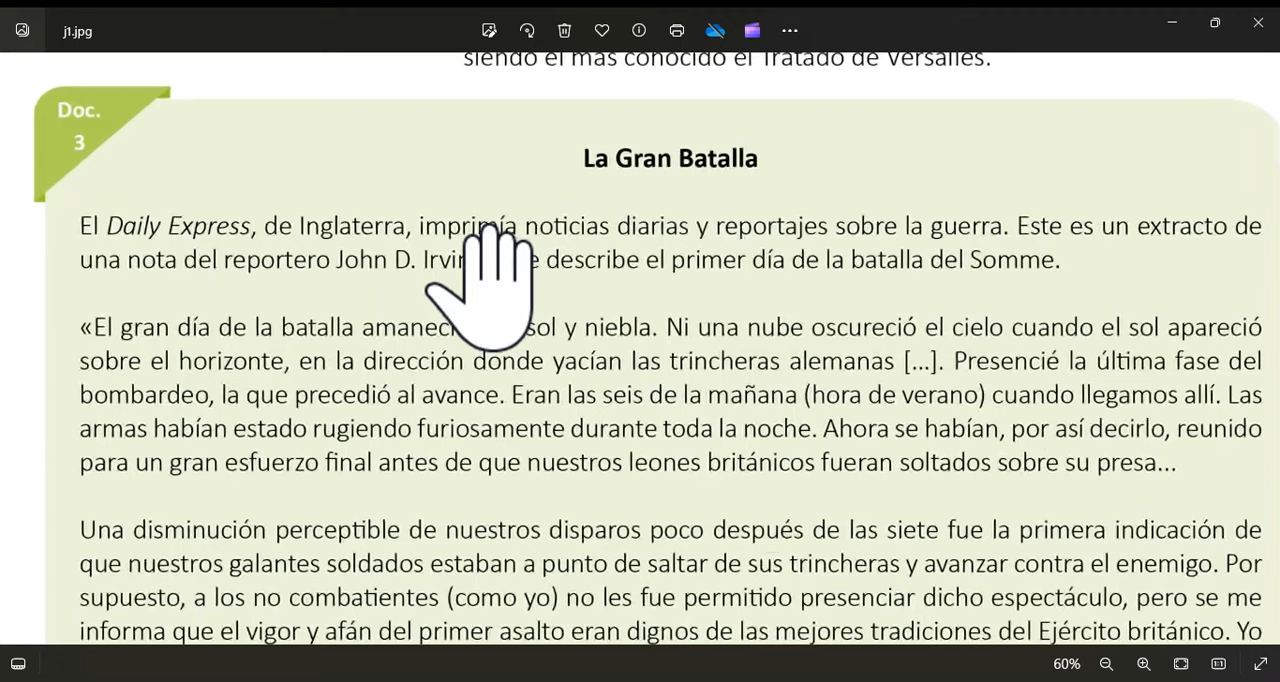 j1.jpg
siendo el más conocido el Tratado de Versalles.
Doc.
3
La Gran Batalla
El Daily Express, de Inglaterra, imprimía noticias diarias y reportajes sobre la guerra. Este es un extracto de
una nota del reportero John D. describe el primer día de la batalla del Somme.
«El gran día de la batalla sol y niebla. Ni una nube oscureció el cielo cuando el sol apareció
sobre el horizonte, en la dirección donde yacían las trincheras alemanas [...]. Presencié la última fase del
bombardeo, la que precedió al avance. Eran las seis de la mañana (hora de verano) cuando llegamos allí. Las
armas habían estado rugiendo furiosamente durante toda la noche. Ahora se habían, por así decirlo, reunido
para un gran esfuerzo final antes de que nuestros leones británicos fueran soltados sobre su presa...
Una disminución perceptible de nuestros disparos poco después de las siete fue la primera indicación de
que nuestros galantes soldados estaban a punto de saltar de sus trincheras y avanzar contra el enemigo. Por
supuesto, a los no combatientes (como yo) no les fue permitido presenciar dicho espectáculo, pero se me
informa que el vigor y afán del primer asalto eran dignos de las mejores tradiciones del Ejército británico. Yo
60%